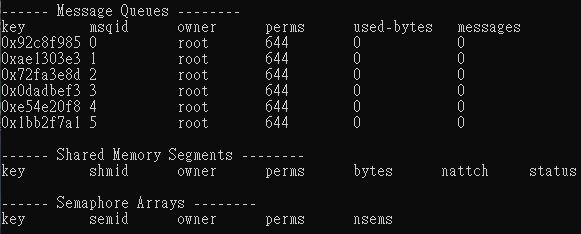 ------ Message Queues --------
key        msqid      owner      perms      used-bytes   messages
0x92c8f985 0          root       644        0            0
0xae1303e3 1          root       644        0            0
0x72fa3e8d 2          root       644        0            0
0x0dadbef3 3          root       644        0            0
0xe54e20f8 4          root       644        0            0
0x1bb2f7a1 5          root       644        0            0
------ Shared Memory Segments --------
key        shmid      owner      perms      bytes      nattch     status
------ Semaphore Arrays --------
key        semid      owner      perms      nsems